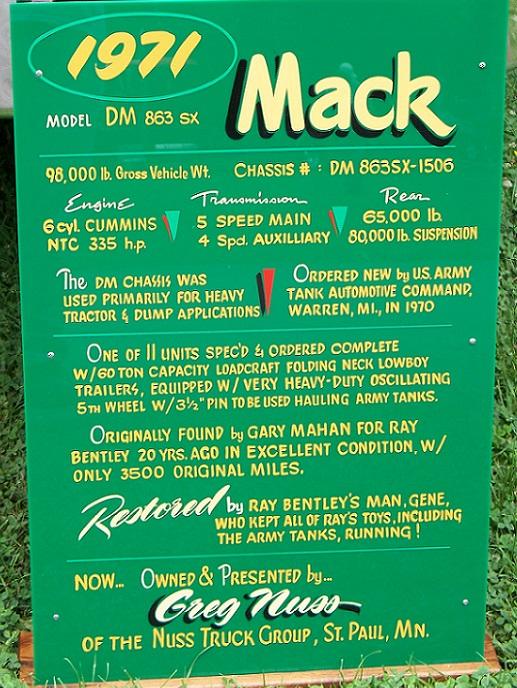 1971
Mack
MODEL DM 863 SX
98,000 lb. Gross Vehicle Wt. CHASSIS # : DM 863SX-1506
Engine
6 cyl. CUMMINS
NTC 335 h.p.
Transmission
5 SPEED MAIN
4 Spd. AUXILLIARY
Rear
65,000 lb.
80,000 lb. SUSPENSION
The DM CHASSIS WAS
USED PRIMARILY FOR HEAVY
TRACTOR & DUMP APPLICATIONS
ORDERED NEW by U.S. ARMY
TANK AUTOMOTIVE COMMAND,
WARREN, MI., IN 1970
ONE OF 11 UNITS SPEC'D & ORDERED COMPLETE
W/60 TON CAPACITY LOADCRAFT FOLDING NECK LOWBOY
TRAILERS, EQUIPPED W/ VERY HEAVY-DUTY OSCILLATING
5TH WHEEL W/3½" PIN TO BE USED HAULING ARMY TANKS.
ORIGINALLY FOUND by GARY MAHAN FOR RAY
BENTLEY 20 YRS. AGO IN EXCELLENT CONDITION, W/
ONLY 3500 ORIGINAL MILES.
Restored by RAY BENTLEY'S MAN, GENE,
WHO KEPT ALL OF RAY'S TOYS, INCLUDING
THE ARMY TANKS, RUNNING!
NOW... OWNED & PRESENTED by...
Greg Nuss
OF THE NUSS TRUCK GROUP, ST. PAUL, MN.